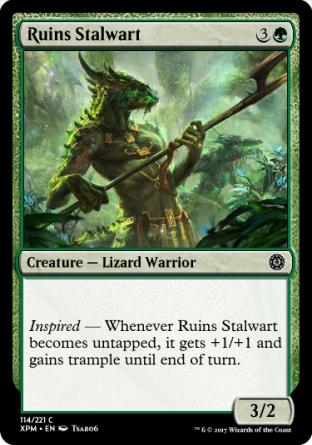 Ruins Stalwart 3
Creature — Lizard Warrior
Inspired — Whenever Ruins Stalwart
becomes untapped, it gets +1/+1 and
gains trample until end of turn.
3/2
114/221 C
XPM • EN Tsabo6
™ & © 2017 Wizards of the Coast